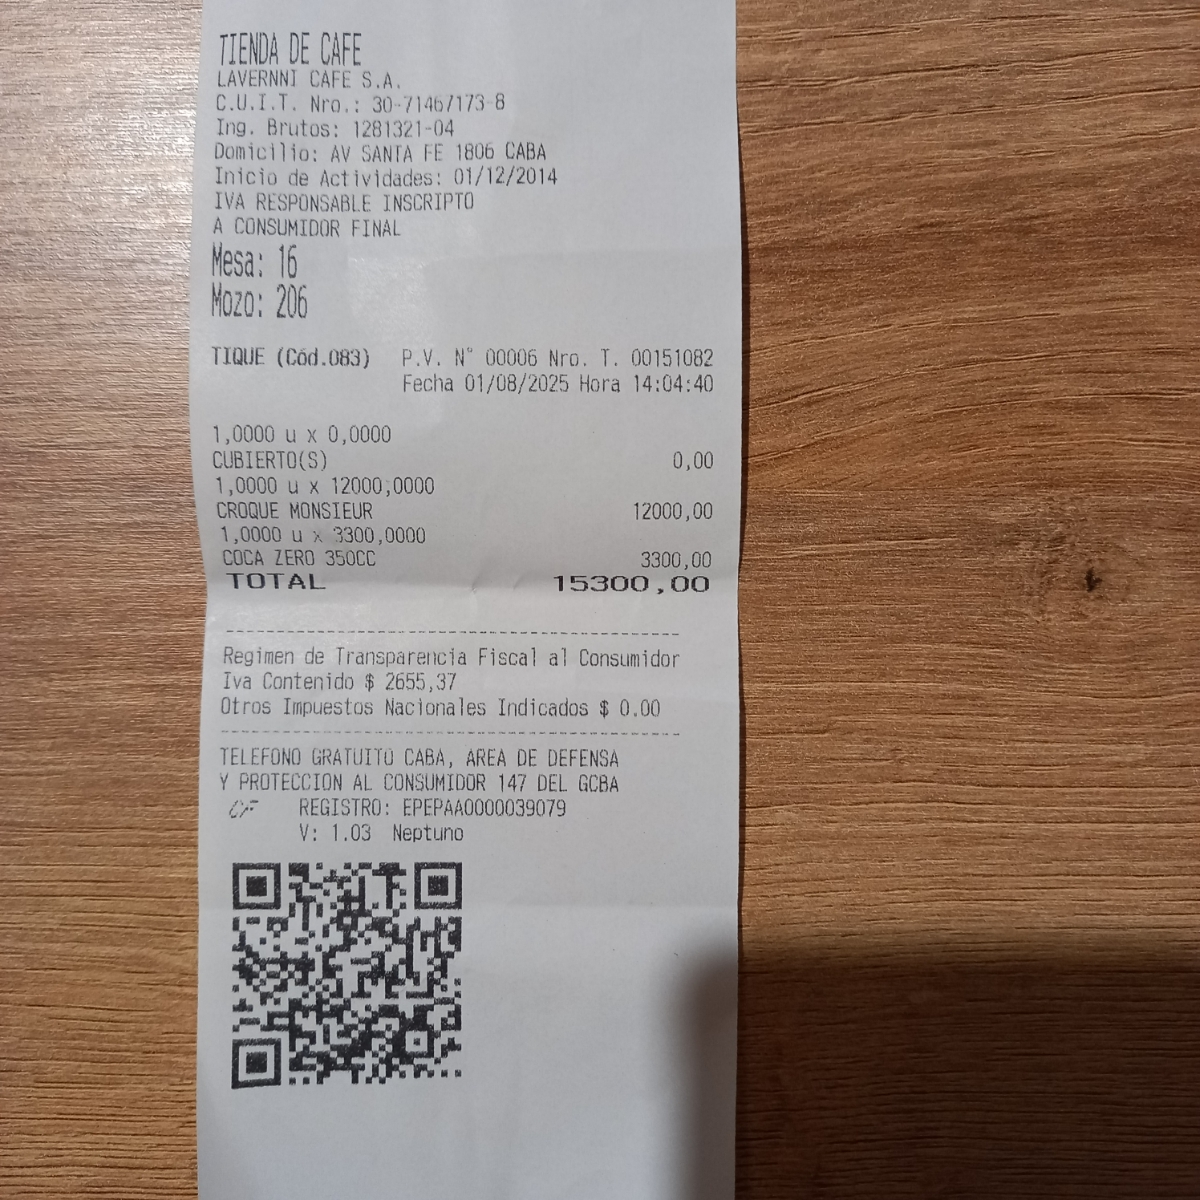 TIENDA DE CAFE
LAVERNNI CAFE S.A.
C.U.I.T. Nro.: 30-71467173-8
Ing. Brutos: 1281321-04
Domicilio: AV SANTA FE 1806 CABA
Inicio de Actividades: 01/12/2014
IVA RESPONSABLE INSCRIPTO
A CONSUMIDOR FINAL
Mesa: 16
Mozo: 206
TIQUE (Cód.083) P.V. N° 00006 Nro. T. 00151082
Fecha 01/08/2025 Hora 14:04:40
1,0000 u x 0,0000
CUBIERTO(S) 0,00
1,0000 u x 12000,0000
CROQUE MONSIEUR 12000,00
1,0000 u x 3300,0000
COCA ZERO 350CC 3300,00
TOTAL 15300,00
Regimen de Transparencia Fiscal al Consumidor
Iva Contenido $ 2655,37
Otros Impuestos Nacionales Indicados $ 0.00
TELEFONO GRATUITO CABA, AREA DE DEFENSA
Y PROTECCION AL CONSUMIDOR 147 DEL GCBA
CF REGISTRO: EPEPAA0000039079
V: 1.03 Neptuno